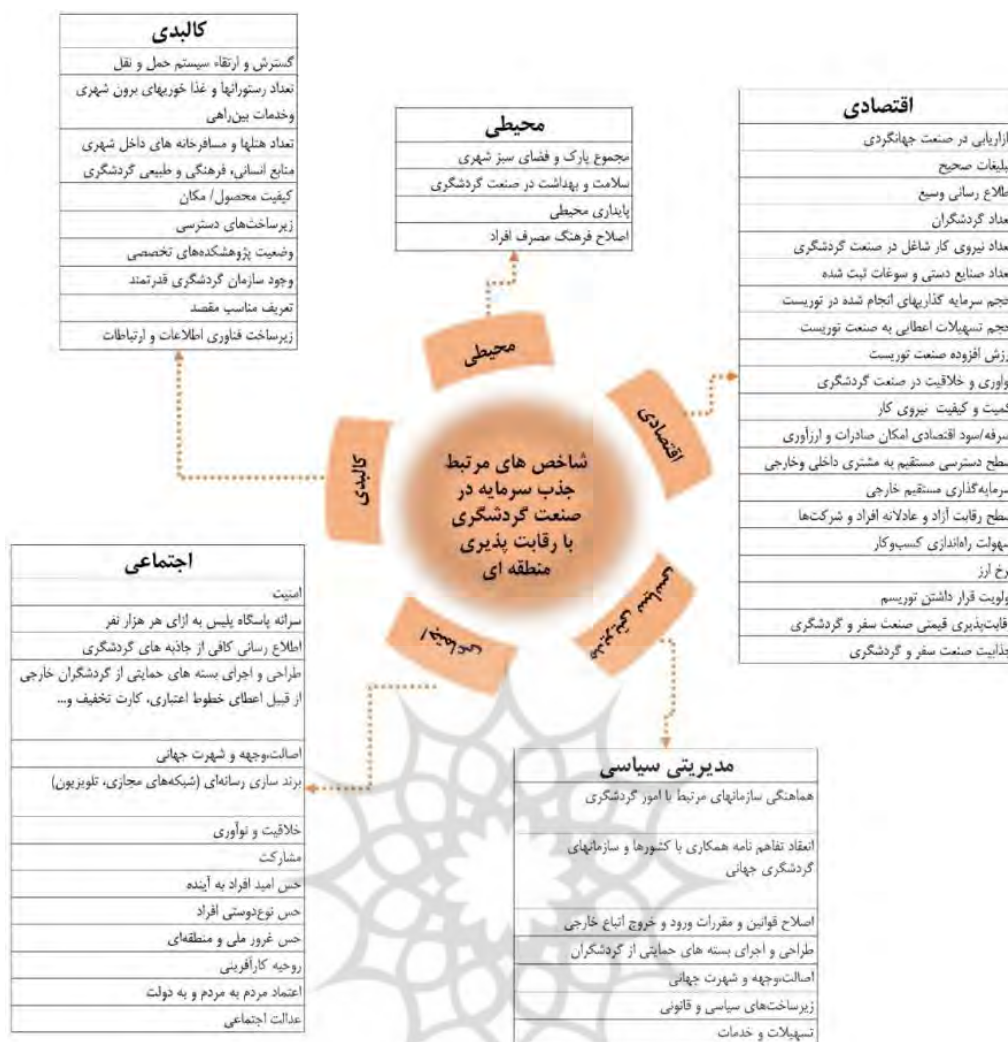 کالبدی
گسترش و ارتقاء سیستم حمل و نقل
تعداد رستورانها و غذا خوریهای برون شهری
وخدمات بین‌راهی
تعداد هتلها و مسافرخانه های داخل شهری
منابع انسانی، فرهنگی و طبیعی گردشگری
کیفیت محصول/ مکان
زیرساخت‌های دسترسی
وضعیت پژوهشکده‌های تخصصی
وجود سازمان گردشگری قدرتمند
تعریف مناسب مقصد
زیرساخت فناوری اطلاعات و ارتباطات
محیطی
مجموع پارک و فضای سبز شهری
سلامت و بهداشت در صنعت گردشگری
پایداری محیطی
اصلاح فرهنگ مصرف افراد
اقتصادی
ازاریابی در صنعت جهانگردی
بلیغات صحیح
طلاع رسانی وسیع
عداد گردشگران
عداد نیروی کار شاغل در صنعت گردشگری
عداد صنایع دستی و سوغات ثبت شده
حجم سرمایه گذاریهای انجام شده در توریست
حجم تسهیلات اعطایی به صنعت توریست
رزش افزوده صنعت توریست
وآوری و خلاقیت در صنعت گردشگری
کمیت و کیفیت نیروی کار
صرفه/سود اقتصادی امکان صادرات و ارزآوری
سطح دسترسی مستقیم به مشتری داخلی وخارجی
سرمایه‌گذاری مستقیم خارجی
سطح رقابت آزاد و عادلانه افراد و شرکت‌ها
سهولت راه‌اندازی کسب‌وکار
رخ ارز
ولویت قرار داشتن توریسم
قابت‌پذیری قیمتی صنعت سفر و گردشگری
جذابیت صنعت سفر و گردشگری
محیطی
اقتصادی
کالبدی
مدیریتی سیاسی
اجتماعی
شاخص های مرتبط
جذب سرمایه در
صنعت گردشگری
با رقابت پذیری
منطقه ای
اجتماعی
امنیت
سرانه پاسگاه پلیس به ازای هر هزار نفر
اطلاع رسانی کافی از جاذبه های گردشگری
طراحی و اجرای بسته های حمایتی از گردشگران خارجی
از قبیل اعطای خطوط اعتباری، کارت تخفیف و...
اصالت،وجهه و شهرت جهانی
برند سازی رسانه‌ای (شبکه‌های مجازی، تلویزیون)
خلاقیت و نوآوری
مشارکت
حس امید افراد به آینده
حس نوع‌دوستی افراد
حس غرور ملی و منطقه‌ای
روحیه کارآفرینی
اعتماد مردم به مردم و به دولت
عدالت اجتماعی
مدیریتی سیاسی
هماهنگی سازمانهای مرتبط با امور گردشگری
انعقاد تفاهم نامه همکاری با کشورها و سازمانهای
گردشگری جهانی
اصلاح قوانین و مقررات ورود و خروج اتباع خارجی
طراحی و اجرای بسته های حمایتی از گردشگران
اصالت،وجهه و شهرت جهانی
زیرساخت‌های سیاسی و قانونی
تسهیلات و خدمات